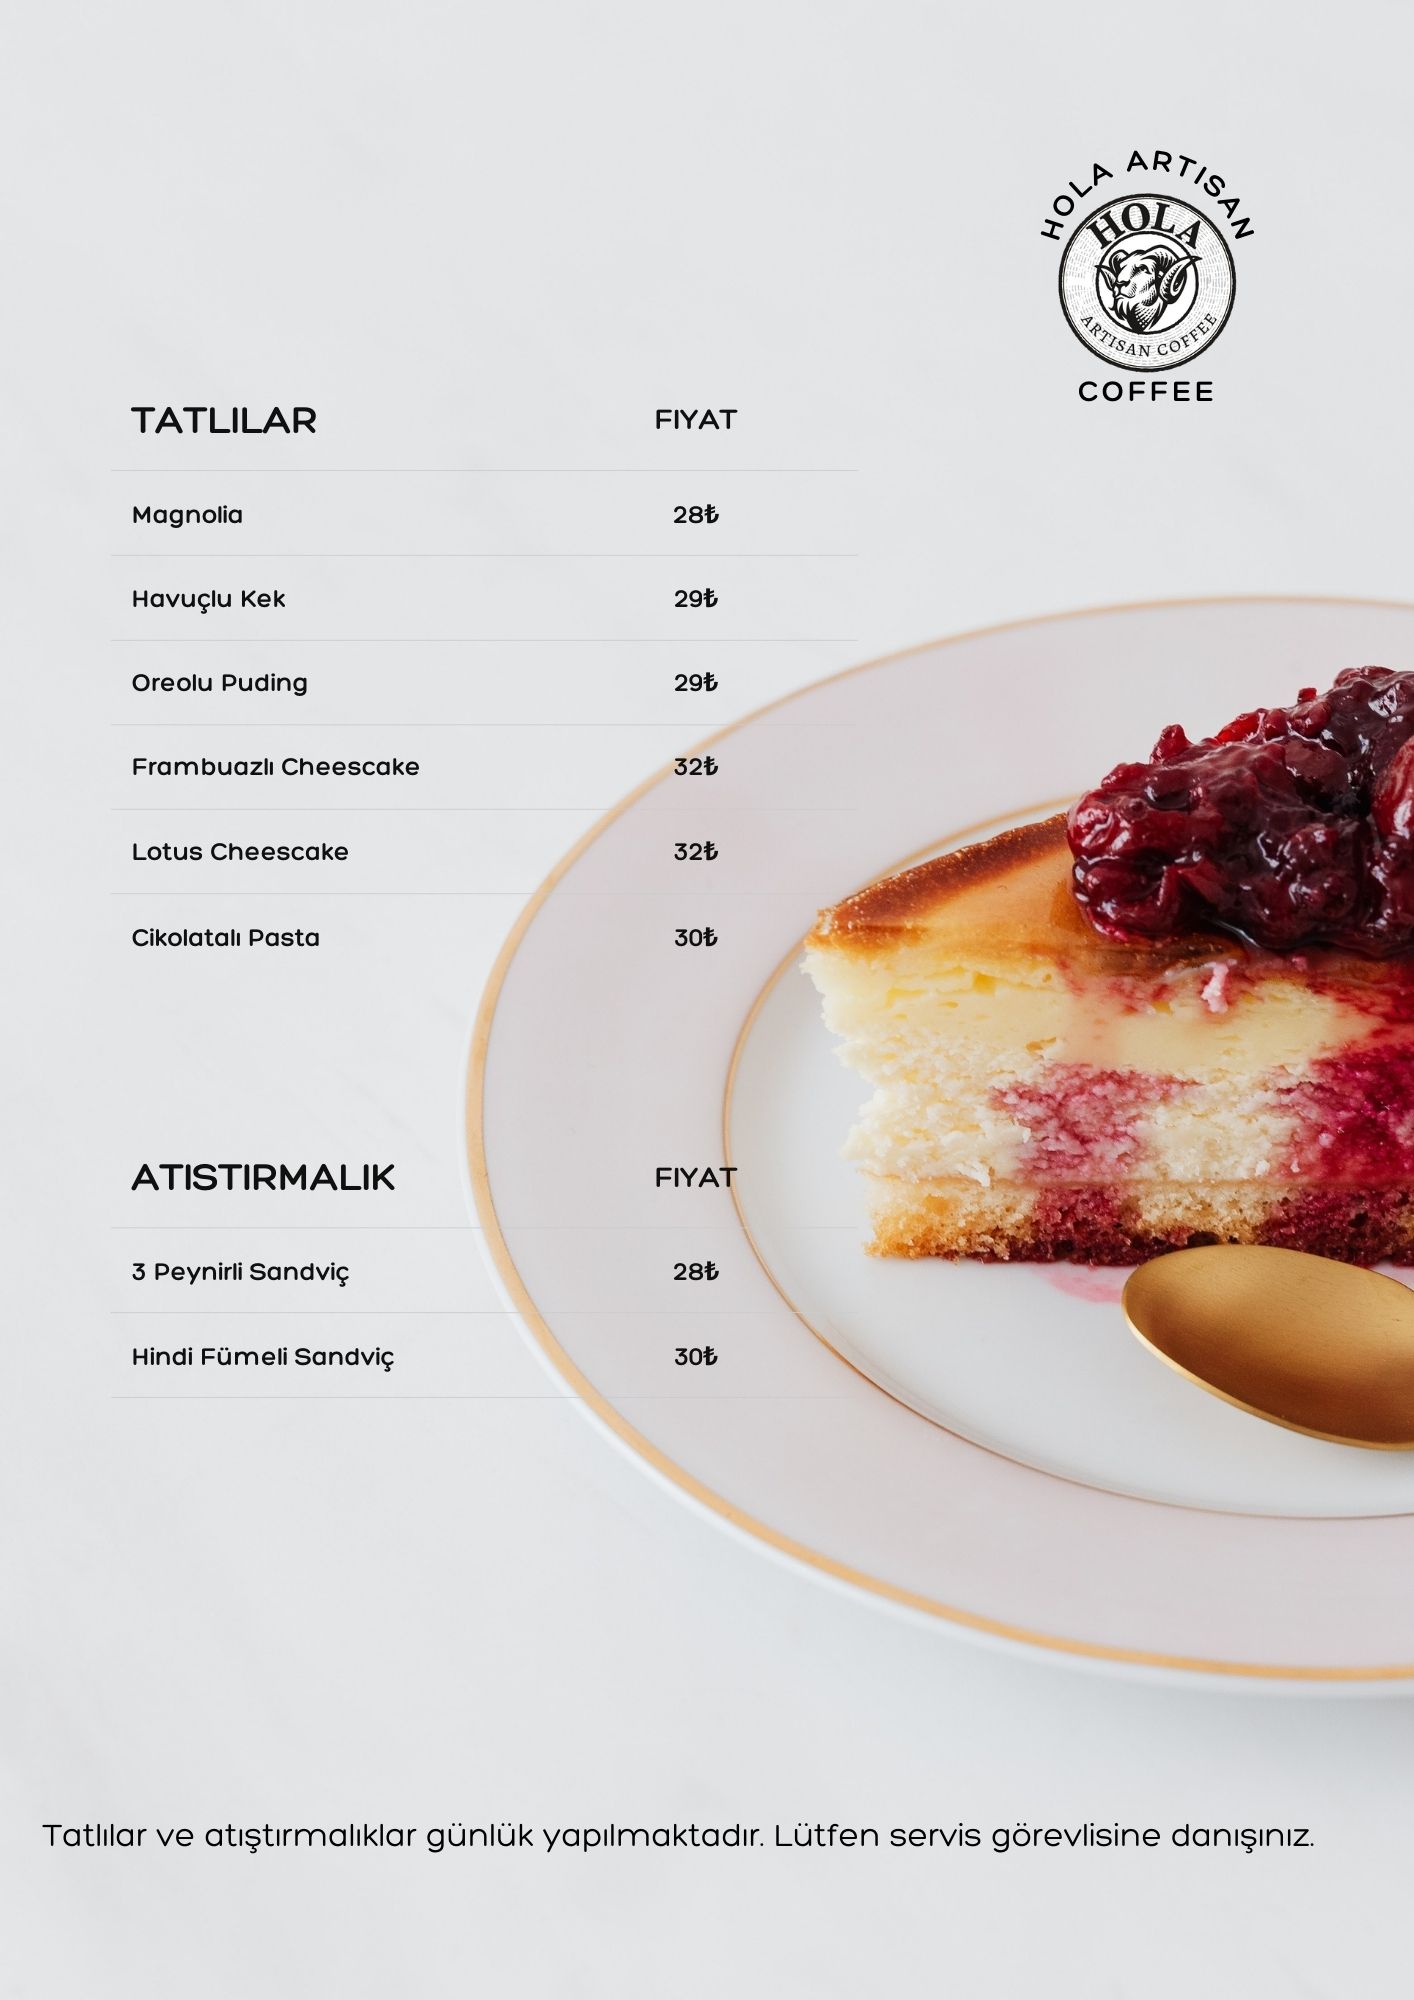 HOLA ARTISAN
HOLA
ARTISAN COFFEE
COFFEE
TATLILAR FIYAT
Magnolia 28₺
Havuçlu Kek 29₺
Oreolu Puding 29₺
Frambuazlı Cheescake 32₺
Lotus Cheescake 32₺
Cikolatalı Pasta 30₺
ATISTIRMALIK FIYAT
3 Peynirli Sandviç 28₺
Hindi Fümeli Sandviç 30₺
Tatlılar ve atıştırmalıklar günlük yapılmaktadır. Lütfen servis görevlisine danışınız.